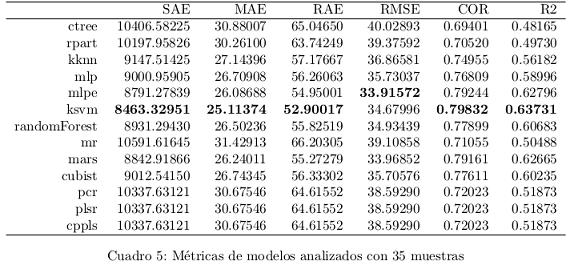 SAE MAE RAE RMSE COR R2
ctree 10406.58225 30.88007 65.04650 40.02893 0.69401 0.48165
rpart 10197.95826 30.26100 63.74249 39.37592 0.70520 0.49730
kknn 9147.51425 27.14396 57.17667 36.86581 0.74955 0.56182
mlp 9000.95905 26.70908 56.26063 35.73037 0.76809 0.58996
mlpe 8791.27839 26.08688 54.95001 33.91572 0.79244 0.62796
ksvm 8463.32951 25.11374 52.90017 34.67996 0.79832 0.63731
randomForest 8931.29430 26.50236 55.82519 34.93439 0.77899 0.60683
mr 10591.61645 31.42913 66.20305 39.10858 0.71055 0.50488
mars 8842.91866 26.24011 55.27279 33.96852 0.79161 0.62665
cubist 9012.54150 26.74345 56.33302 35.70576 0.77611 0.60235
pcr 10337.63121 30.67546 64.61552 38.59290 0.72023 0.51873
plsr 10337.63121 30.67546 64.61552 38.59290 0.72023 0.51873
cppls 10337.63121 30.67546 64.61552 38.59290 0.72023 0.51873
Cuadro 5: Métricas de modelos analizados con 35 muestras